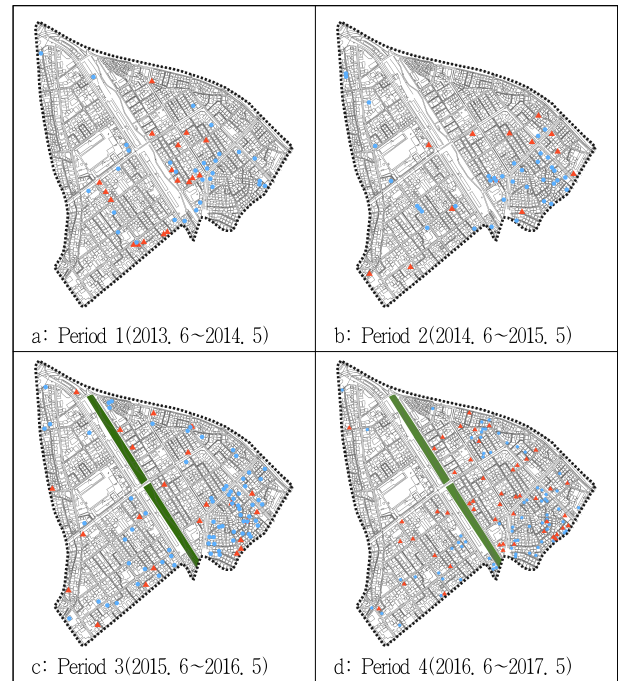 a: Period 1(2013. 6~2014. 5)
b: Period 2(2014. 6~2015. 5)
c: Period 3(2015. 6~2016. 5)
d: Period 4(2016. 6~2017. 5)